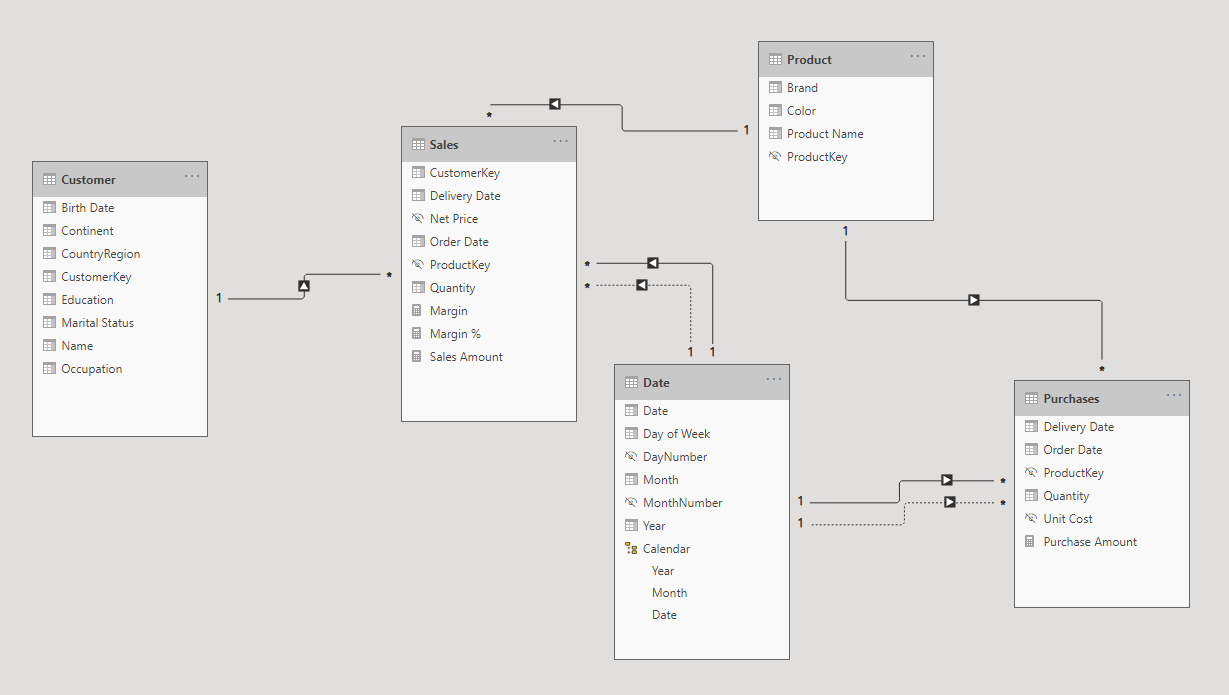 Customer
Birth Date
Continent
CountryRegion
CustomerKey
Education
Marital Status
Name
Occupation
1
*
*
Sales
CustomerKey
Delivery Date
Net Price
Order Date
ProductKey
Quantity
Margin
Margin %
Sales Amount
*
*
1 1
1
Product
Brand
Color
Product Name
ProductKey
1
Date
Date
Day of Week
DayNumber
Month
MonthNumber
Year
Calendar
Year
Month
Date
1
1
*
*
*
Purchases
Delivery Date
Order Date
ProductKey
Quantity
Unit Cost
Purchase Amount